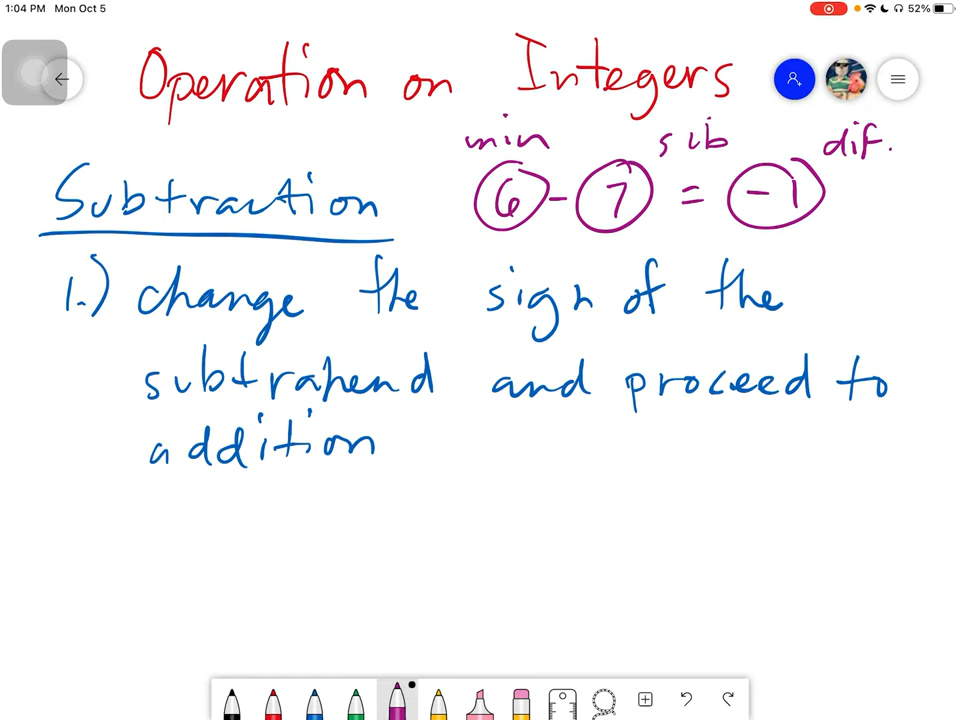 1:04 PM Mon Oct 5 52%
Operation on Integers
min sub dif.
Subtraction 6 - 7 = -1
1.) change the sign of the
subtrahend and proceed to
addition